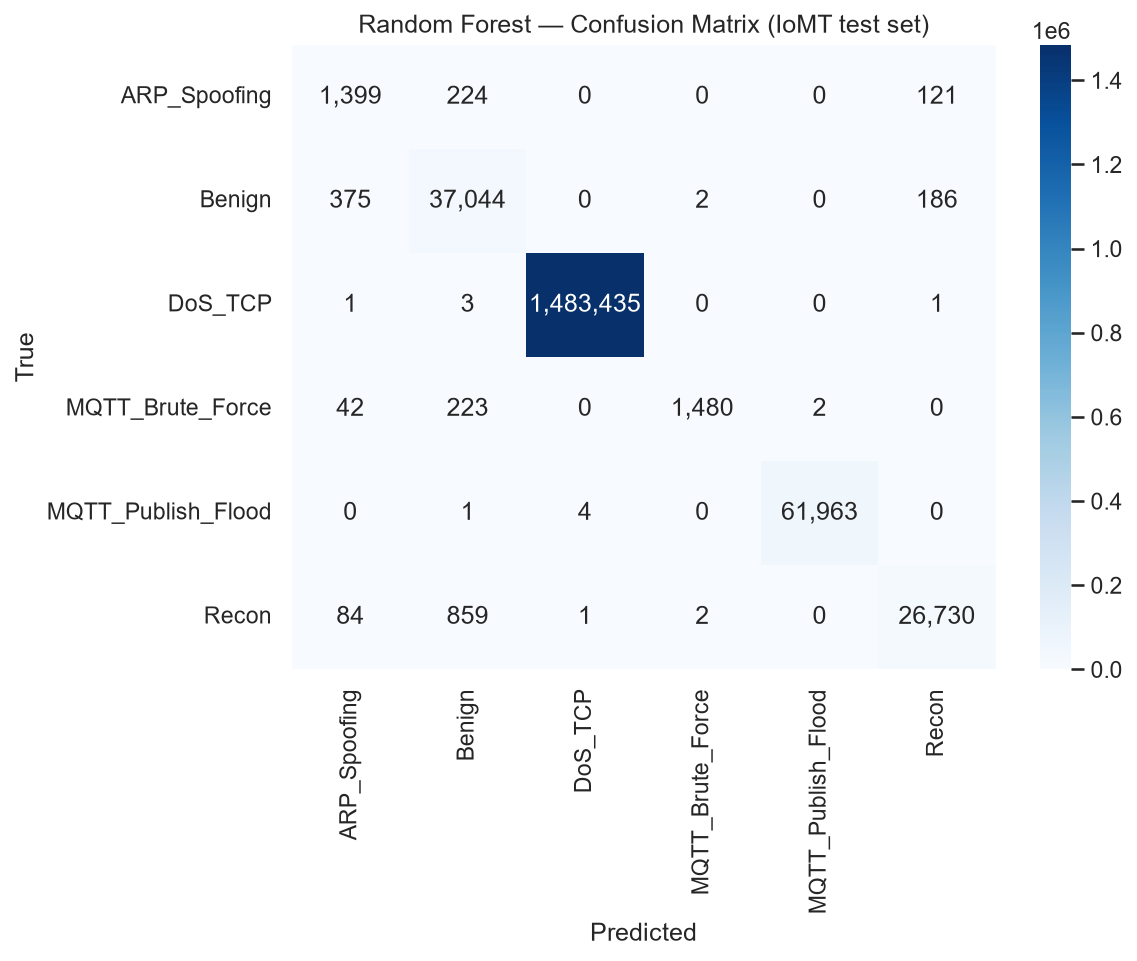 Random Forest — Confusion Matrix (IoMT test set)
1e6
ARP_Spoofing 1,399 224 0 0 0 121
Benign 375 37,044 0 2 0 186
DoS_TCP 1 3 1,483,435 0 0 1
MQTT_Brute_Force 42 223 0 1,480 2 0
MQTT_Publish_Flood 0 1 4 0 61,963 0
Recon 84 859 1 2 0 26,730
True
ARP_Spoofing
Benign
DoS_TCP
MQTT_Brute_Force
MQTT_Publish_Flood
Recon
Predicted
1.4
1.2
1.0
0.8
0.6
0.4
0.2
0.0